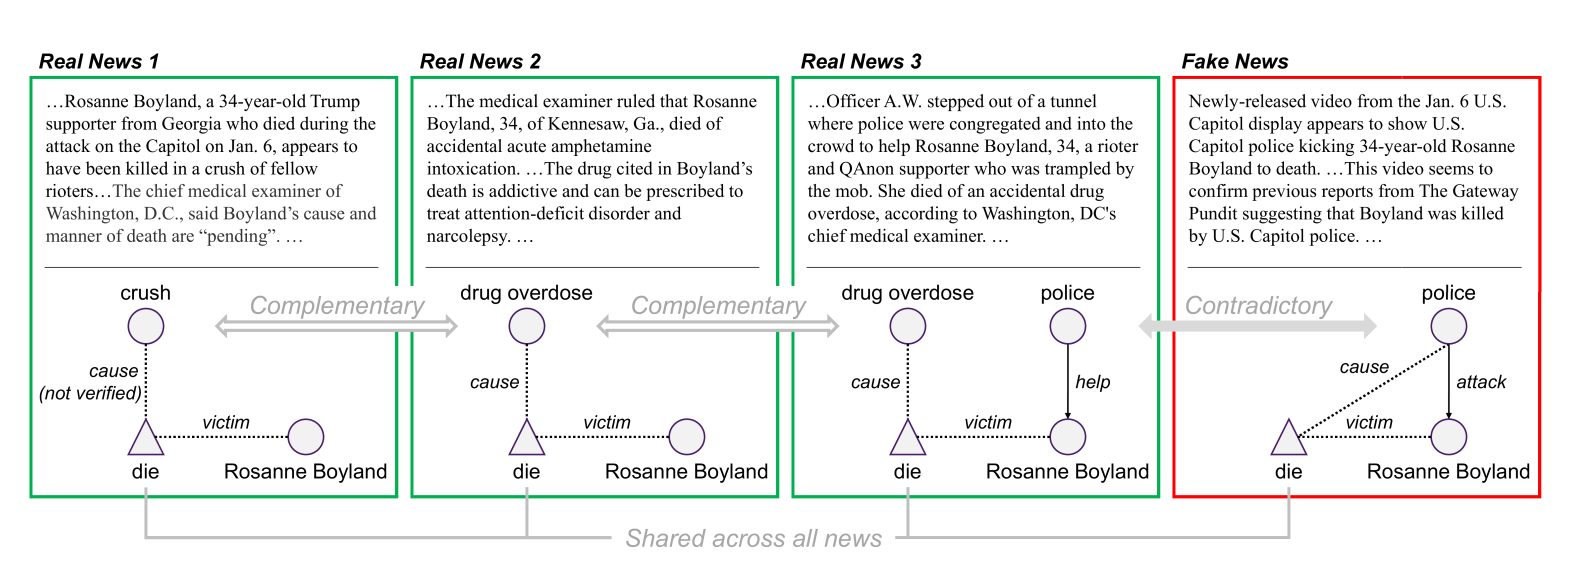 Real News 1
…Rosanne Boyland, a 34-year-old Trump
supporter from Georgia who died during the
attack on the Capitol on Jan. 6, appears to
have been killed in a crush of fellow
rioters…The chief medical examiner of
Washington, D.C., said Boyland’s cause and
manner of death are “pending”. …
crush
cause
(not verified)
victim
die
Rosanne Boyland
Complementary
Real News 2
…The medical examiner ruled that Rosanne
Boyland, 34, of Kennesaw, Ga., died of
accidental acute amphetamine
intoxication. …The drug cited in Boyland’s
death is addictive and can be prescribed to
treat attention-deficit disorder and
narcolepsy. …
drug overdose
cause
victim
die
Rosanne Boyland
Complementary
Real News 3
…Officer A.W. stepped out of a tunnel
where police were congregated and into the
crowd to help Rosanne Boyland, 34, a rioter
and QAnon supporter who was trampled by
the mob. She died of an accidental drug
overdose, according to Washington, DC's
chief medical examiner. …
drug overdose
police
cause
help
victim
die
Rosanne Boyland
Contradictory
Fake News
Newly-released video from the Jan. 6 U.S.
Capitol display appears to show U.S.
Capitol police kicking 34-year-old Rosanne
Boyland to death. …This video seems to
confirm previous reports from The Gateway
Pundit suggesting that Boyland was killed
by U.S. Capitol police. …
police
cause
attack
victim
die
Rosanne Boyland
Shared across all news